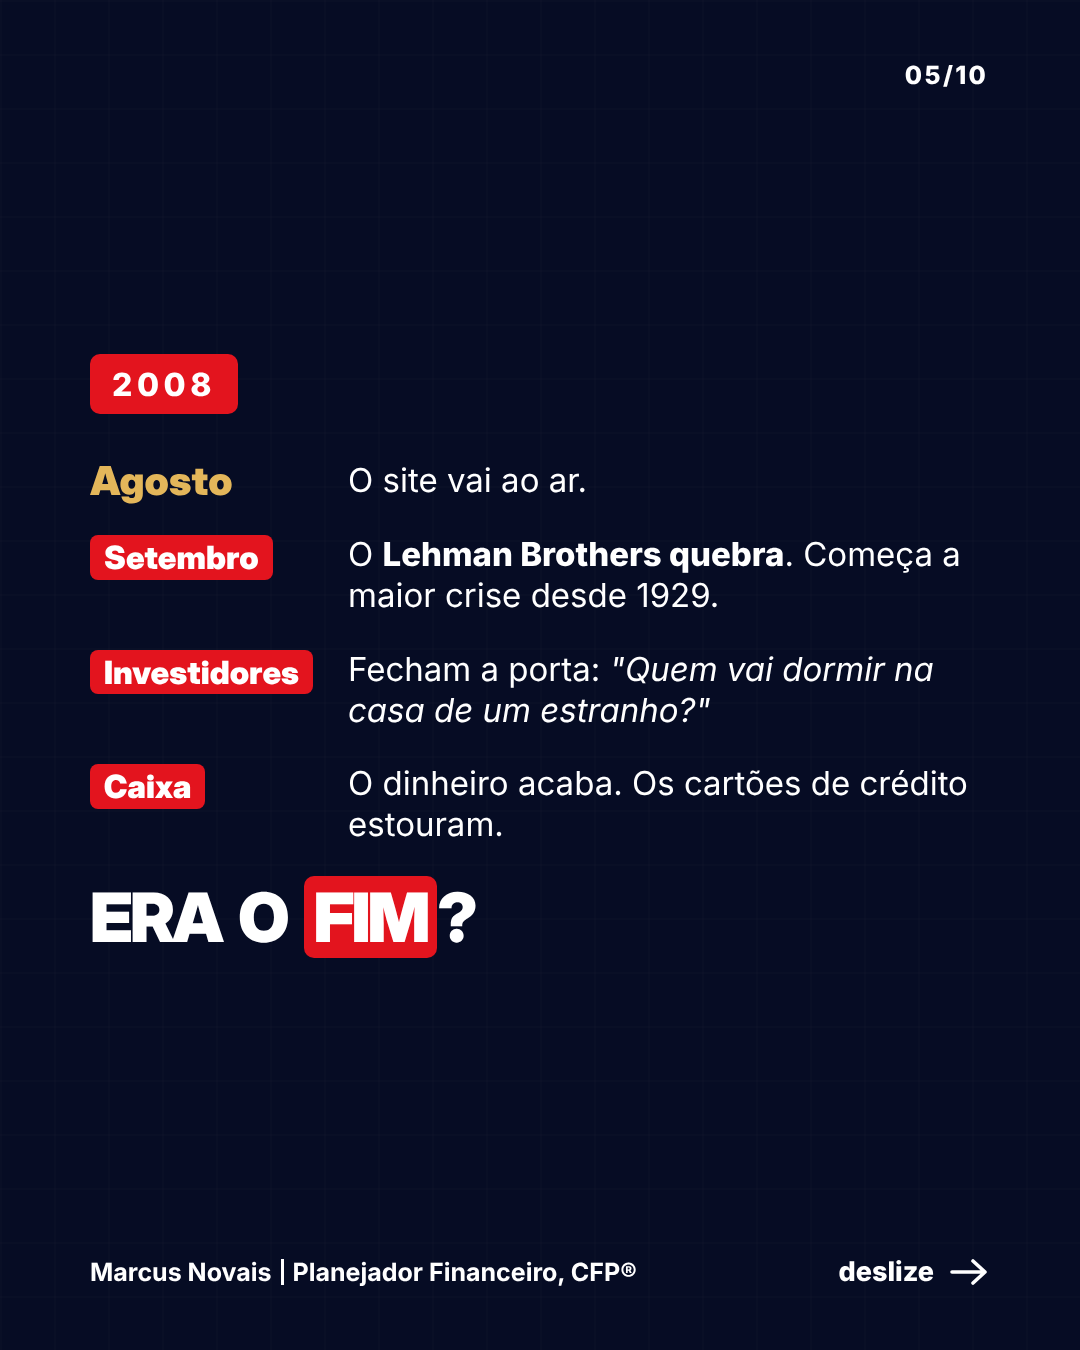 05/10
2008
Agosto
O site vai ao ar.
Setembro
O Lehman Brothers quebra. Começa a
maior crise desde 1929.
Investidores
Fecham a porta: "Quem vai dormir na
casa de um estranho?"
Caixa
O dinheiro acaba. Os cartões de crédito
estouram.
ERA O FIM?
Marcus Novais | Planejador Financeiro, CFP®
deslize →